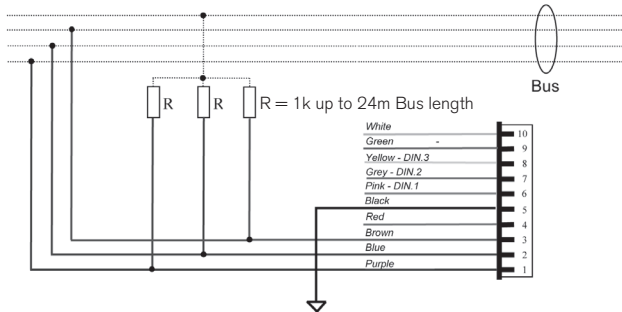 Bus
R
R
R = 1k up to 24m Bus length
White
10
Green -
9
Yellow - DIN.3
8
Grey - DIN.2
7
Pink - DIN.1
6
Black
5
Red
4
Brown
3
Blue
2
Purple
1